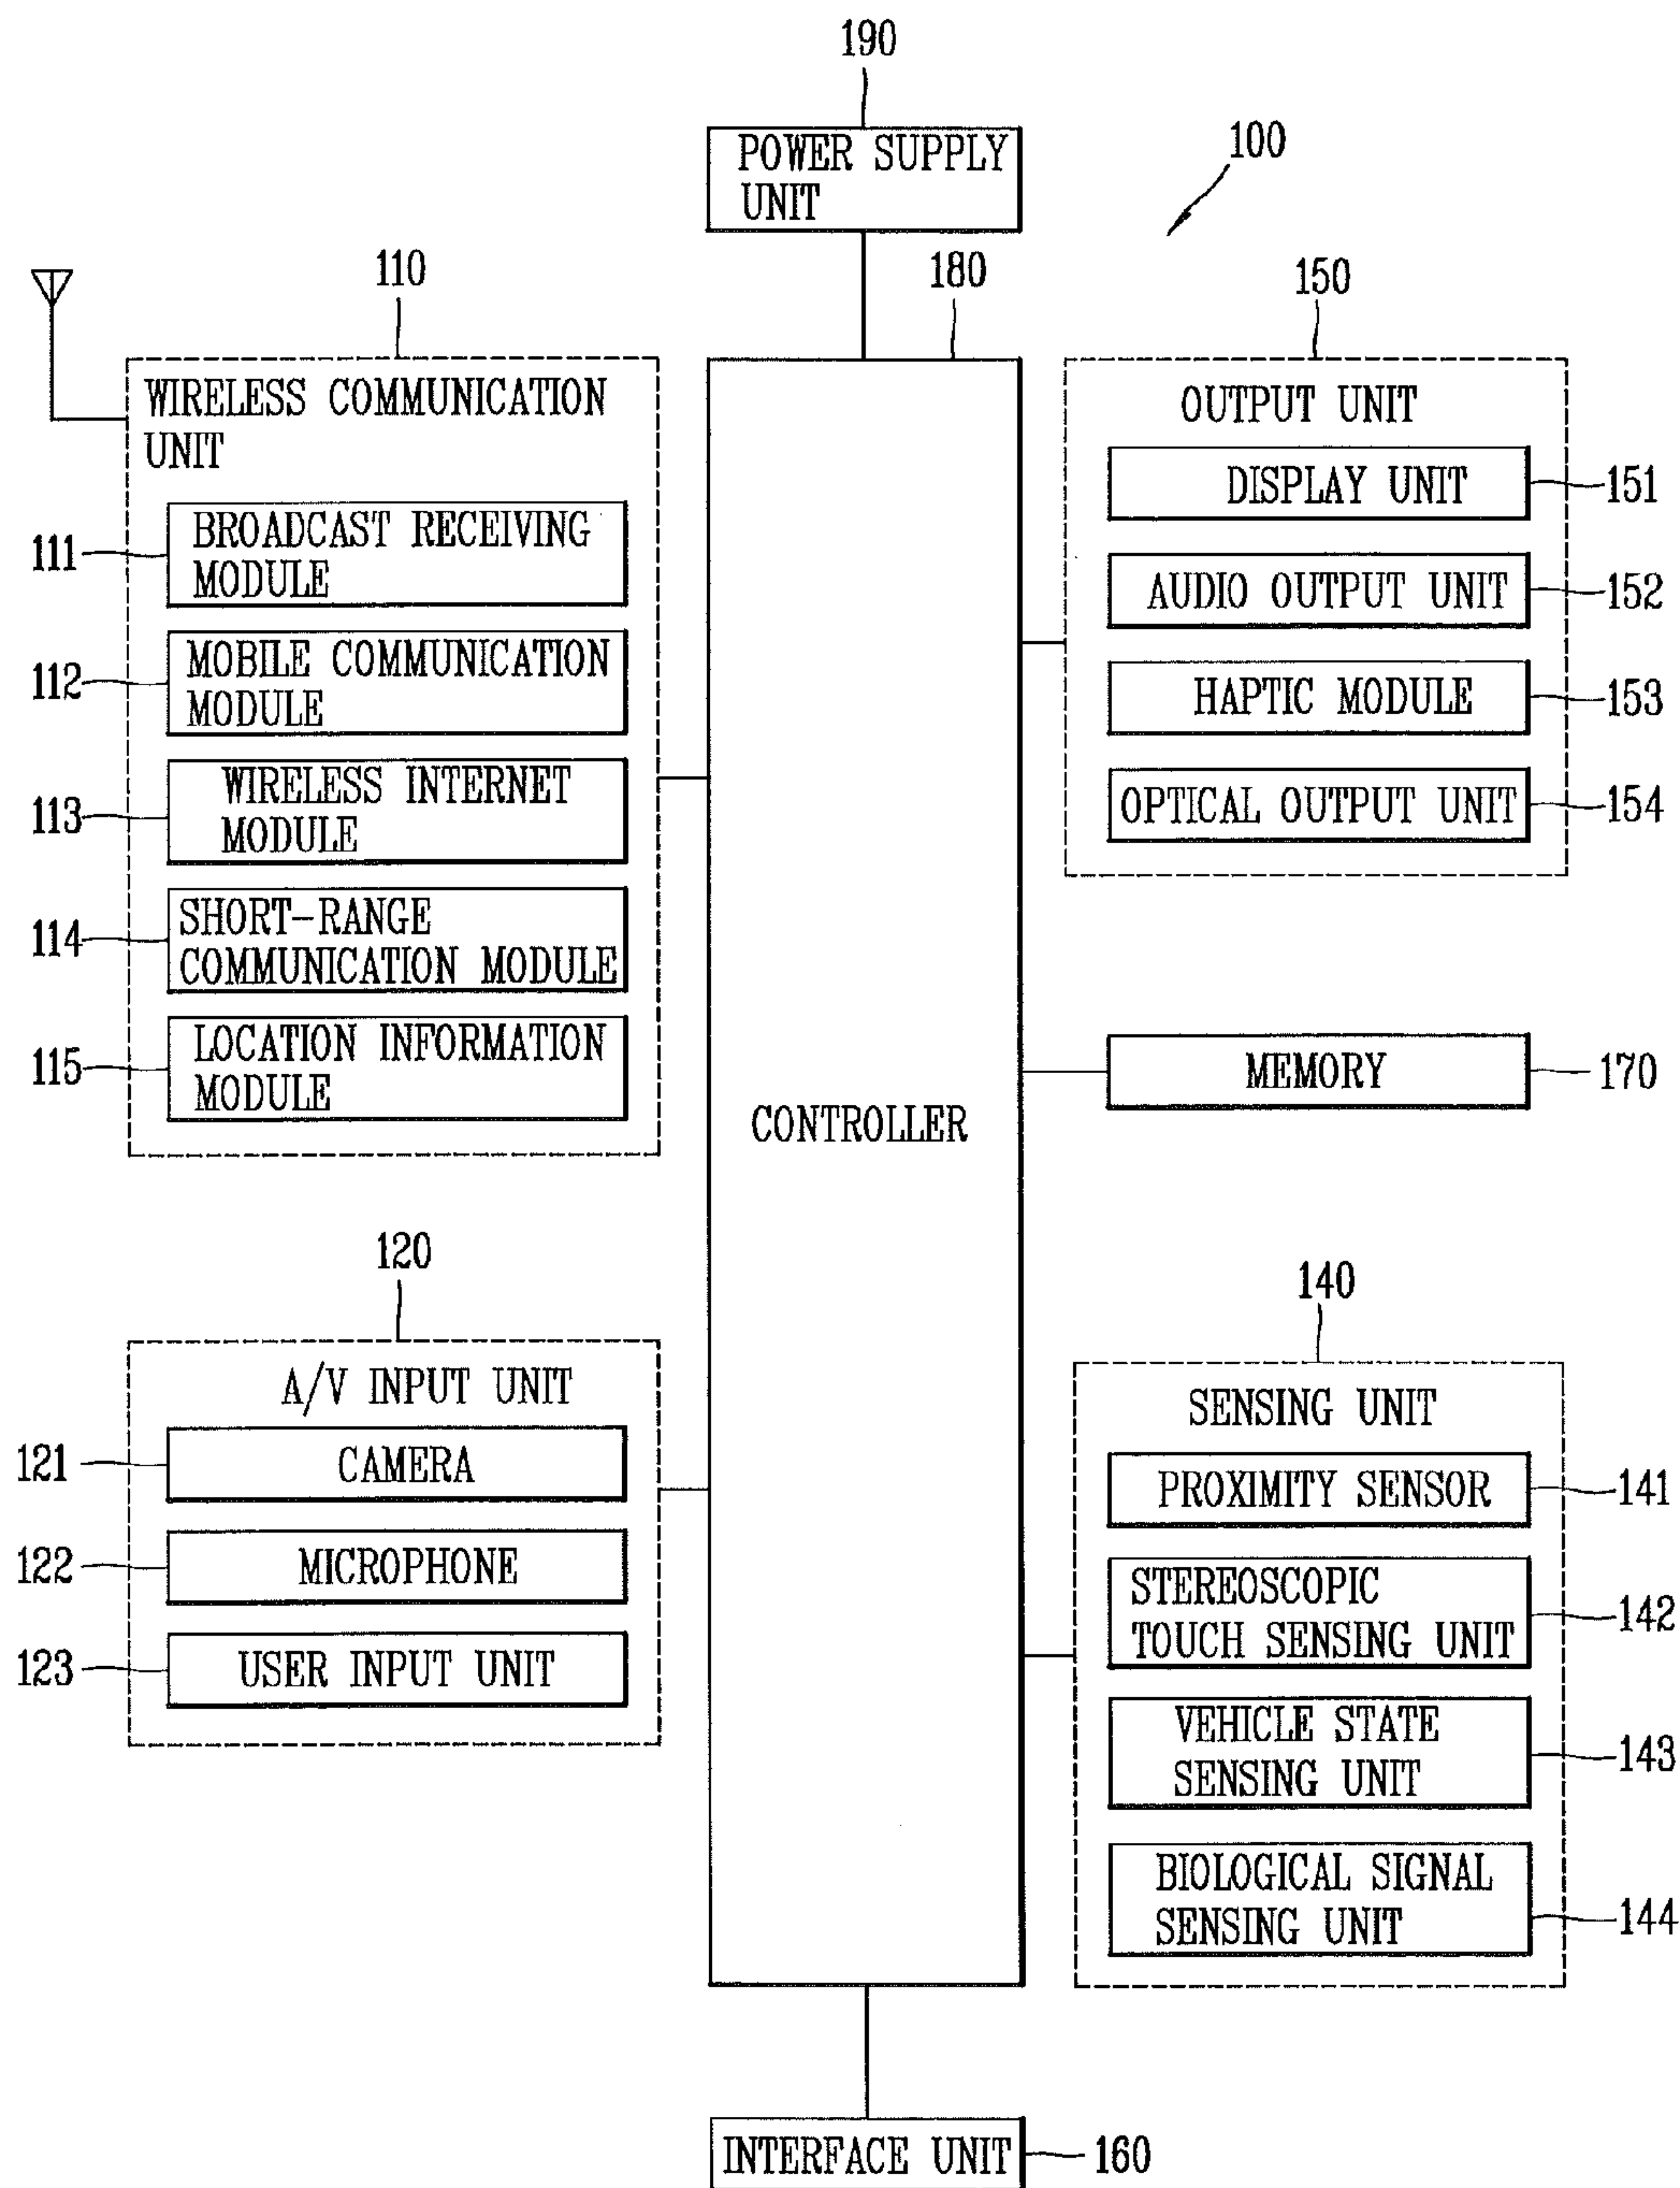 190
POWER SUPPLY
UNIT
100
110
180
150
WIRELESS COMMUNICATION
UNIT
111
BROADCAST RECEIVING
MODULE
112
MOBILE COMMUNICATION
MODULE
113
WIRELESS INTERNET
MODULE
114
SHORT-RANGE
COMMUNICATION MODULE
115
LOCATION INFORMATION
MODULE
OUTPUT UNIT
DISPLAY UNIT
151
AUDIO OUTPUT UNIT
152
HAPTIC MODULE
153
OPTICAL OUTPUT UNIT
154
CONTROLLER
MEMORY
170
120
A/V INPUT UNIT
121
CAMERA
122
MICROPHONE
123
USER INPUT UNIT
140
SENSING UNIT
PROXIMITY SENSOR
141
STEREOSCOPIC
TOUCH SENSING UNIT
142
VEHICLE STATE
SENSING UNIT
143
BIOLOGICAL SIGNAL
SENSING UNIT
144
INTERFACE UNIT
160